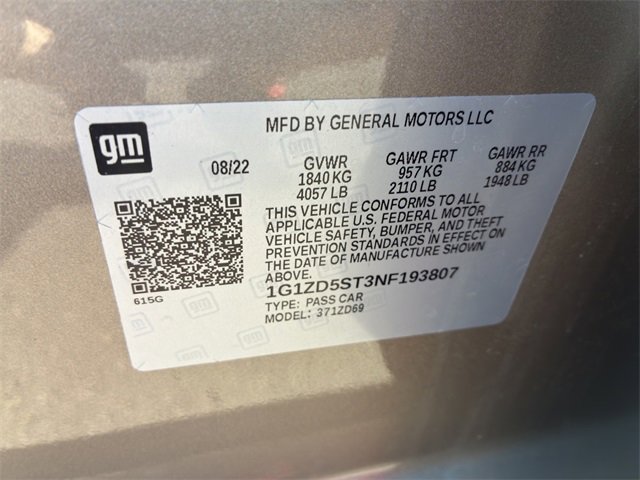 gm
MFD BY GENERAL MOTORS LLC
08/22
GVWR
1840 KG
4057 LB
GAWR FRT
957 KG
2110 LB
GAWR RR
884 KG
1948 LB
THIS VEHICLE CONFORMS TO ALL
APPLICABLE U.S. FEDERAL MOTOR
VEHICLE SAFETY, BUMPER, AND THEFT
PREVENTION STANDARDS IN EFFECT ON
THE DATE OF MANUFACTURE SHOWN
ABOVE.
1G1ZD5ST3NF193807
TYPE: PASS CAR
MODEL: 371ZD69
615G